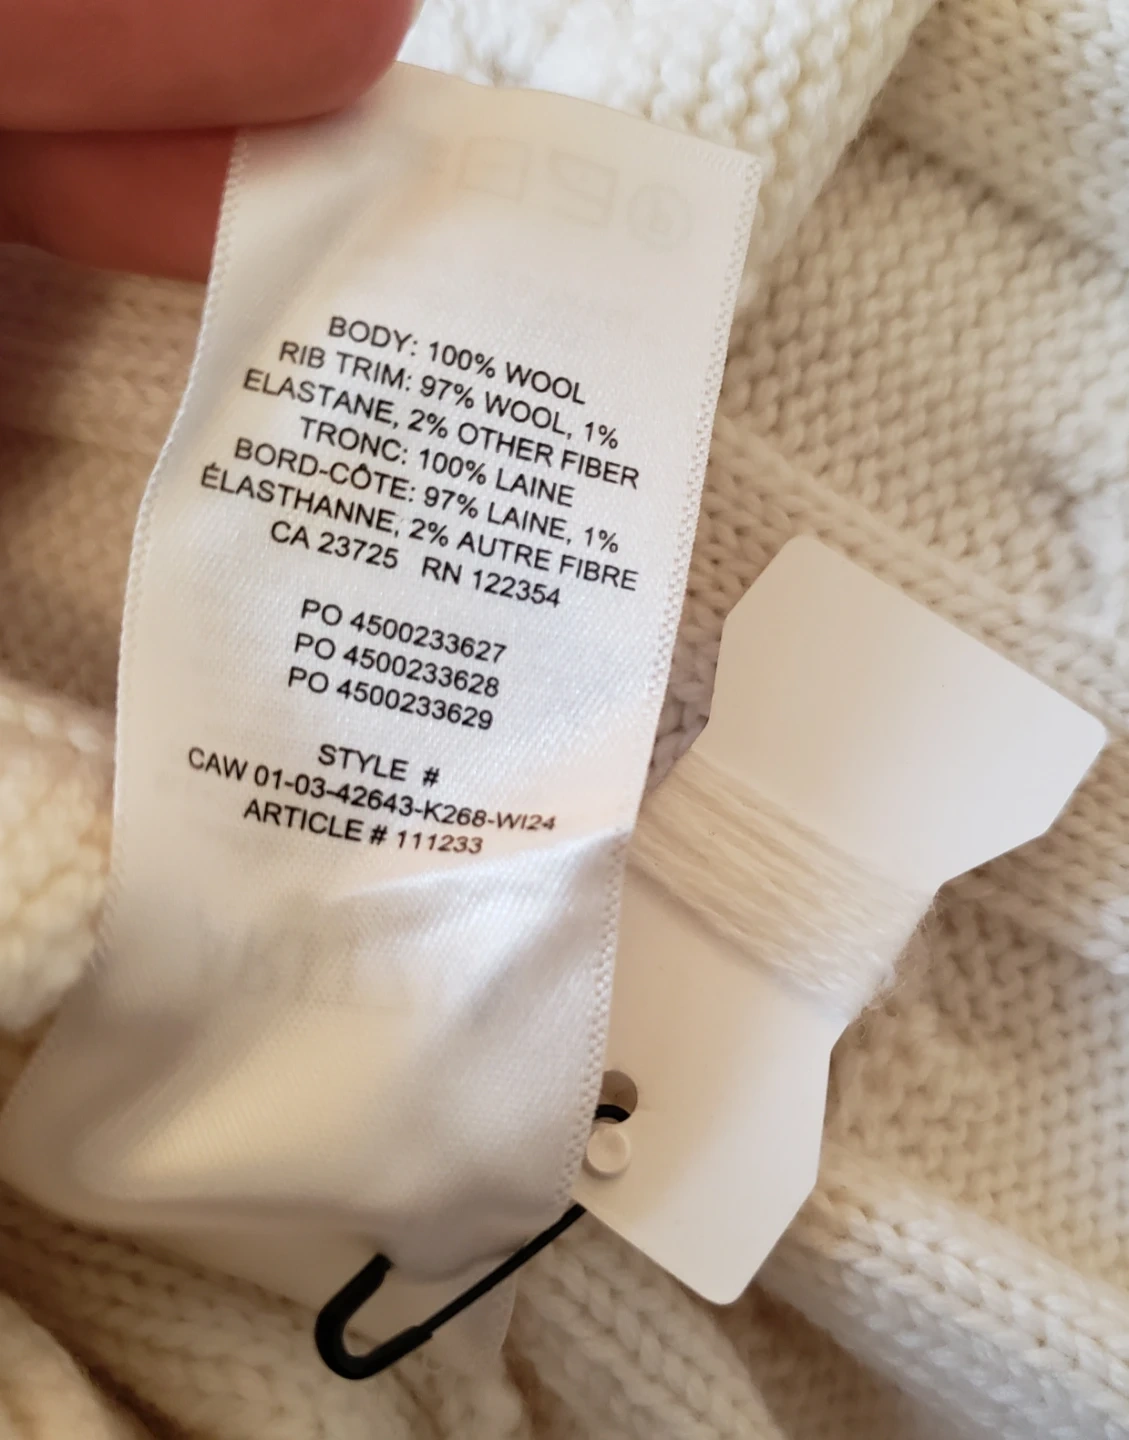 BODY: 100% WOOL
RIB TRIM: 97% WOOL, 1%
ELASTANE, 2% OTHER FIBER
TRONC: 100% LAINE
BORD-CÔTE: 97% LAINE, 1%
ÉLASTHANNE, 2% AUTRE FIBRE
CA 23725 RN 122354
PO 4500233627
PO 4500233628
PO 4500233629
STYLE #
CAW 01-03-42643-K268-WI24
ARTICLE # 111233